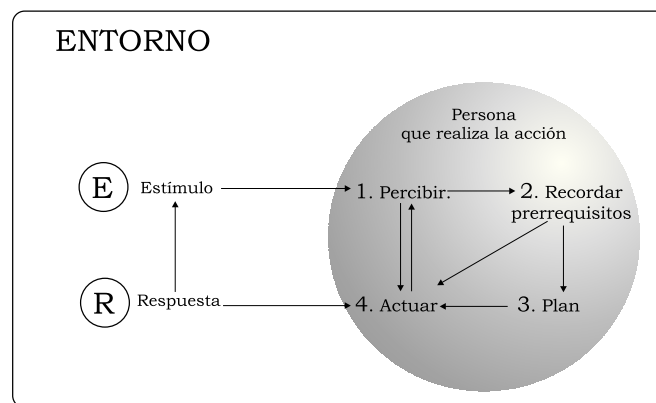 ENTORNO
Persona
que realiza la acción
E Estímulo
1. Percibir.
2. Recordar
prerrequisitos
R Respuesta
4. Actuar
3. Plan